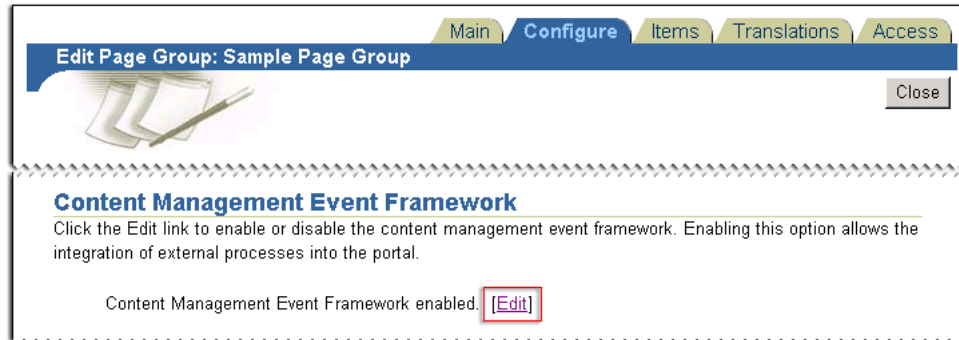 Main Configure Items Translations Access
Edit Page Group: Sample Page Group
Close
Content Management Event Framework
Click the Edit link to enable or disable the content management event framework. Enabling this option allows the
integration of external processes into the portal.
Content Management Event Framework enabled. [Edit]